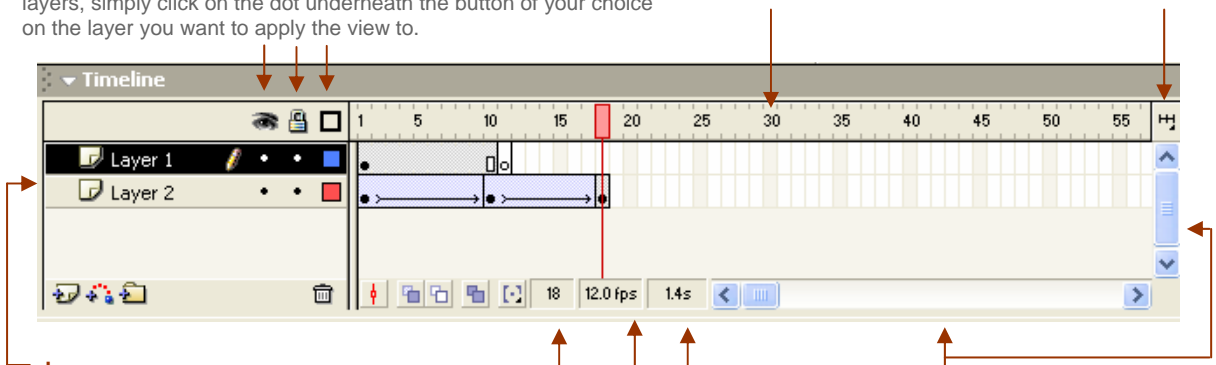 layers, simply click on the dot underneath the button of your choice
on the layer you want to apply the view to.
Timeline
1 5 10 15 20 25 30 35 40 45 50 55
Layer 1
Layer 2
18 12.0 fps 1.4s